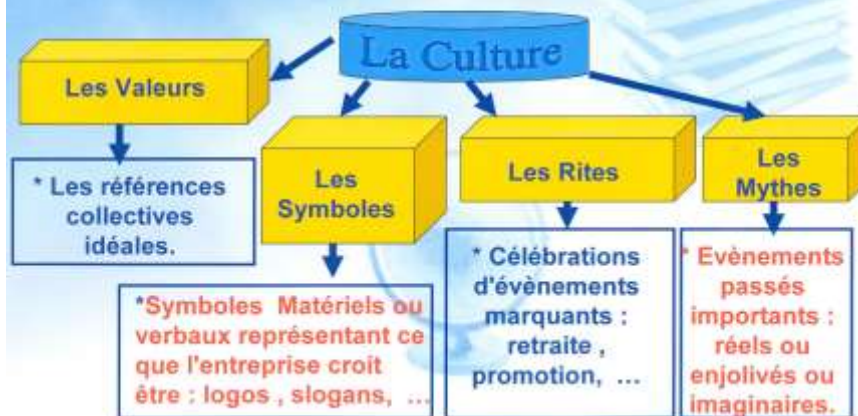 La Culture
Les Valeurs
* Les références
collectives
idéales.
Les
Symboles
*Symboles Matériels ou
verbaux représentant ce
que l'entreprise croit
être : logos , slogans, ...
Les Rites
* Célébrations
d'évènements
marquants :
retraite ,
promotion, ...
Les
Mythes
* Evènements
passés
importants :
réels ou
enjolivés ou
imaginaires.